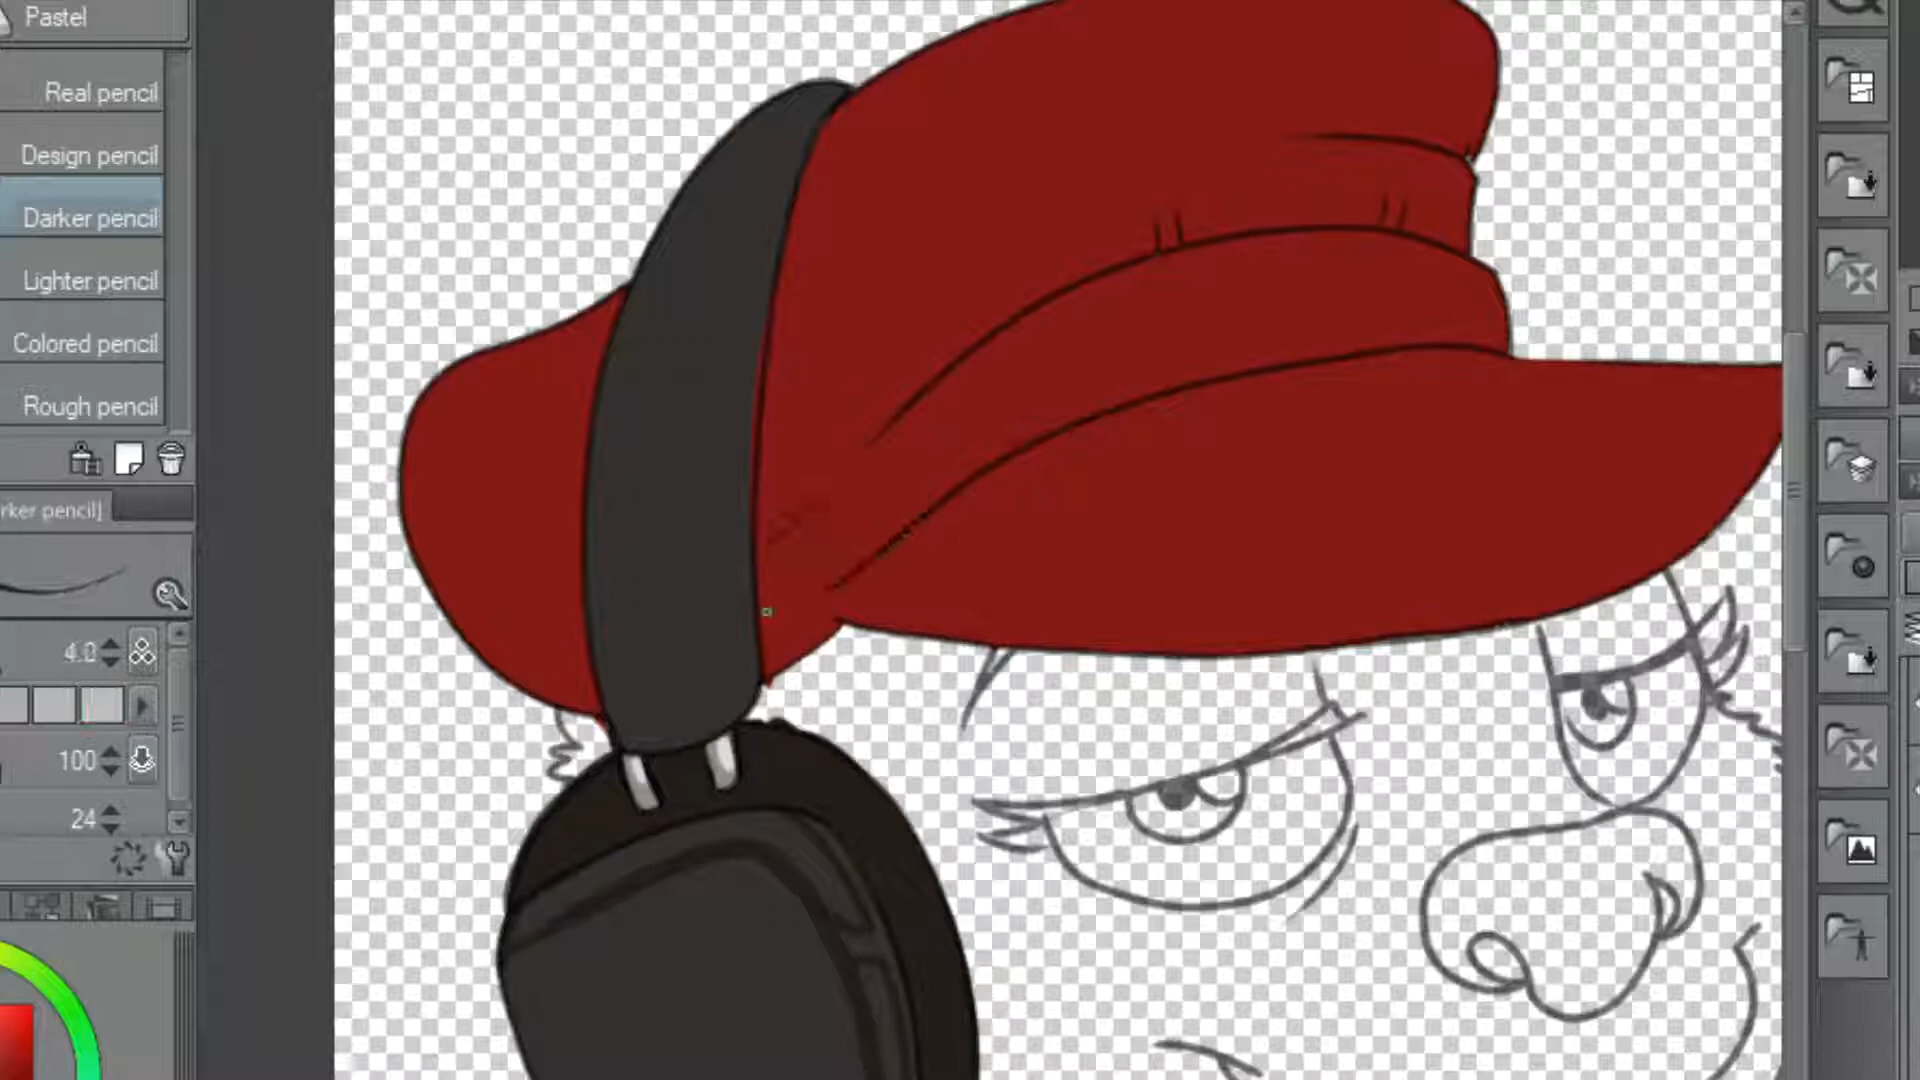 Pastel
Real pencil
Design pencil
Darker pencil
Lighter pencil
Colored pencil
Rough pencil
rker pencil]
4.0
100
24